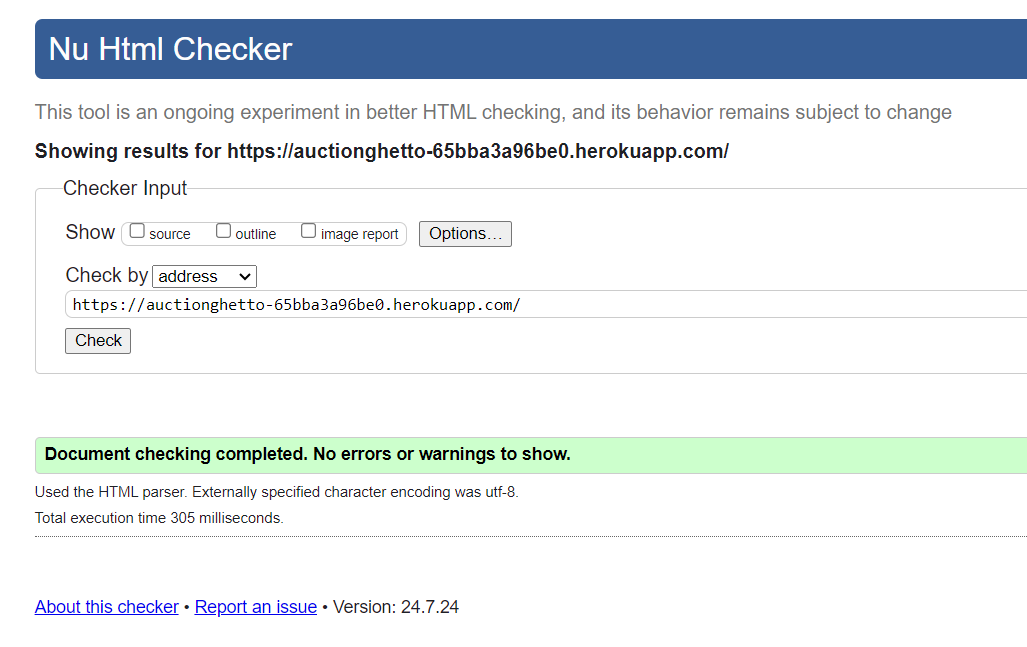 Nu Html Checker
This tool is an ongoing experiment in better HTML checking, and its behavior remains subject to change
Showing results for https://auctionghetto-65bba3a96be0.herokuapp.com/
Checker Input
Show source outline image report Options...
Check by address
https://auctionghetto-65bba3a96be0.herokuapp.com/
Check
Document checking completed. No errors or warnings to show.
Used the HTML parser. Externally specified character encoding was utf-8.
Total execution time 305 milliseconds.
About this checker • Report an issue • Version: 24.7.24